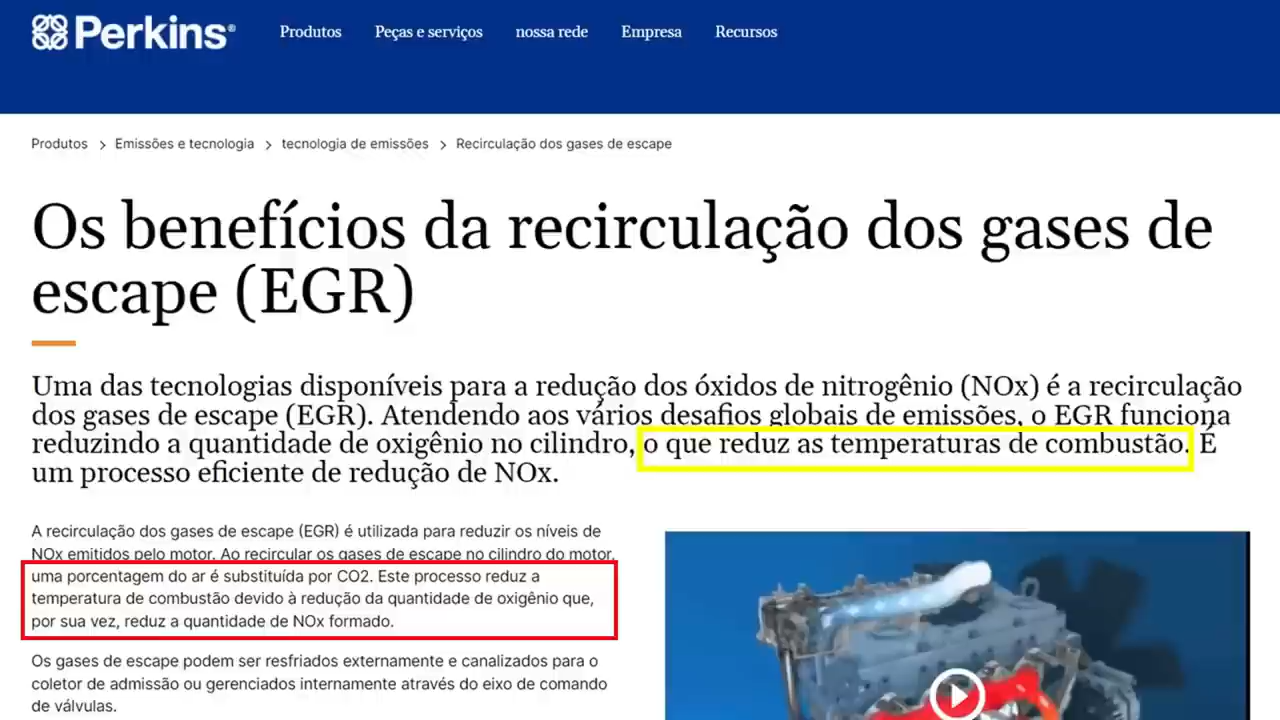 Perkins®
Produtos
Peças e serviços
nossa rede
Empresa
Recursos
Produtos > Emissões e tecnologia > tecnologia de emissões > Recirculação dos gases de escape
Os benefícios da recirculação dos gases de
escape (EGR)
Uma das tecnologias disponíveis para a redução dos óxidos de nitrogênio (NOx) é a recirculação
dos gases de escape (EGR). Atendendo aos vários desafios globais de emissões, o EGR funciona
reduzindo a quantidade de oxigênio no cilindro, o que reduz as temperaturas de combustão. É
um processo eficiente de redução de NOx.
A recirculação dos gases de escape (EGR) é utilizada para reduzir os níveis de
NOx emitidos pelo motor. Ao recircular os gases de escape no cilindro do motor,
uma porcentagem do ar é substituída por CO2. Este processo reduz a
temperatura de combustão devido à redução da quantidade de oxigênio que,
por sua vez, reduz a quantidade de NOx formado.
Os gases de escape podem ser resfriados externamente e canalizados para o
coletor de admissão ou gerenciados internamente através do eixo de comando
de válvulas.